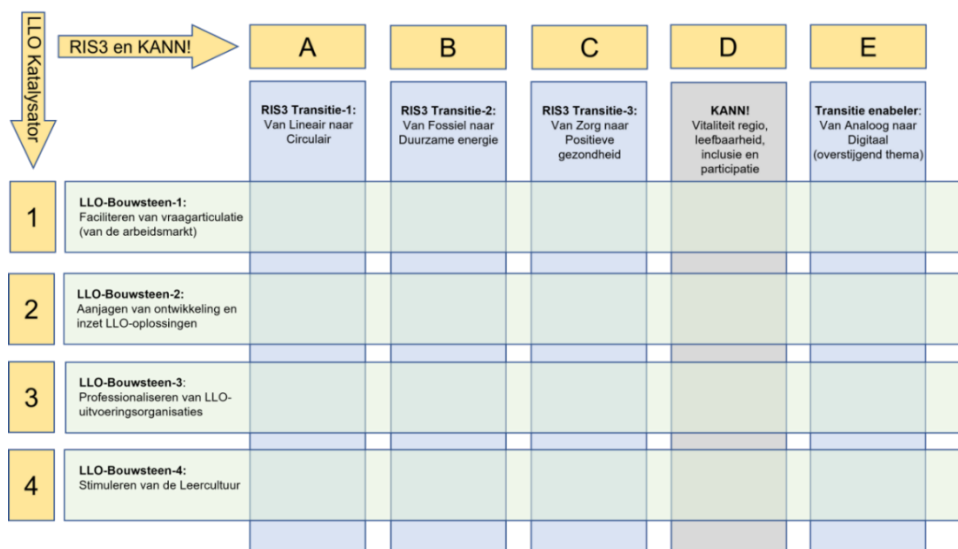 LLO Katalysator
RIS3 en KANN!
A
B
C
D
E
RIS3 Transitie-1:
Van Lineair naar
Circulair
RIS3 Transitie-2:
Van Fossiel naar
Duurzame energie
RIS3 Transitie-3:
Van Zorg naar
Positieve
gezondheid
KANN!
Vitaliteit regio,
leefbaarheid,
inclusie en
participatie
Transitie enabeler:
Van Analoog naar
Digitaal
(overstijgend thema)
1
LLO-Bouwsteen-1:
Faciliteren van vraagarticulatie
(van de arbeidsmarkt)
2
LLO-Bouwsteen-2:
Aanjagen van ontwikkeling en
inzet LLO-oplossingen
3
LLO-Bouwsteen-3:
Professionaliseren van LLO-
uitvoeringsorganisaties
4
LLO-Bouwsteen-4:
Stimuleren van de Leercultuur